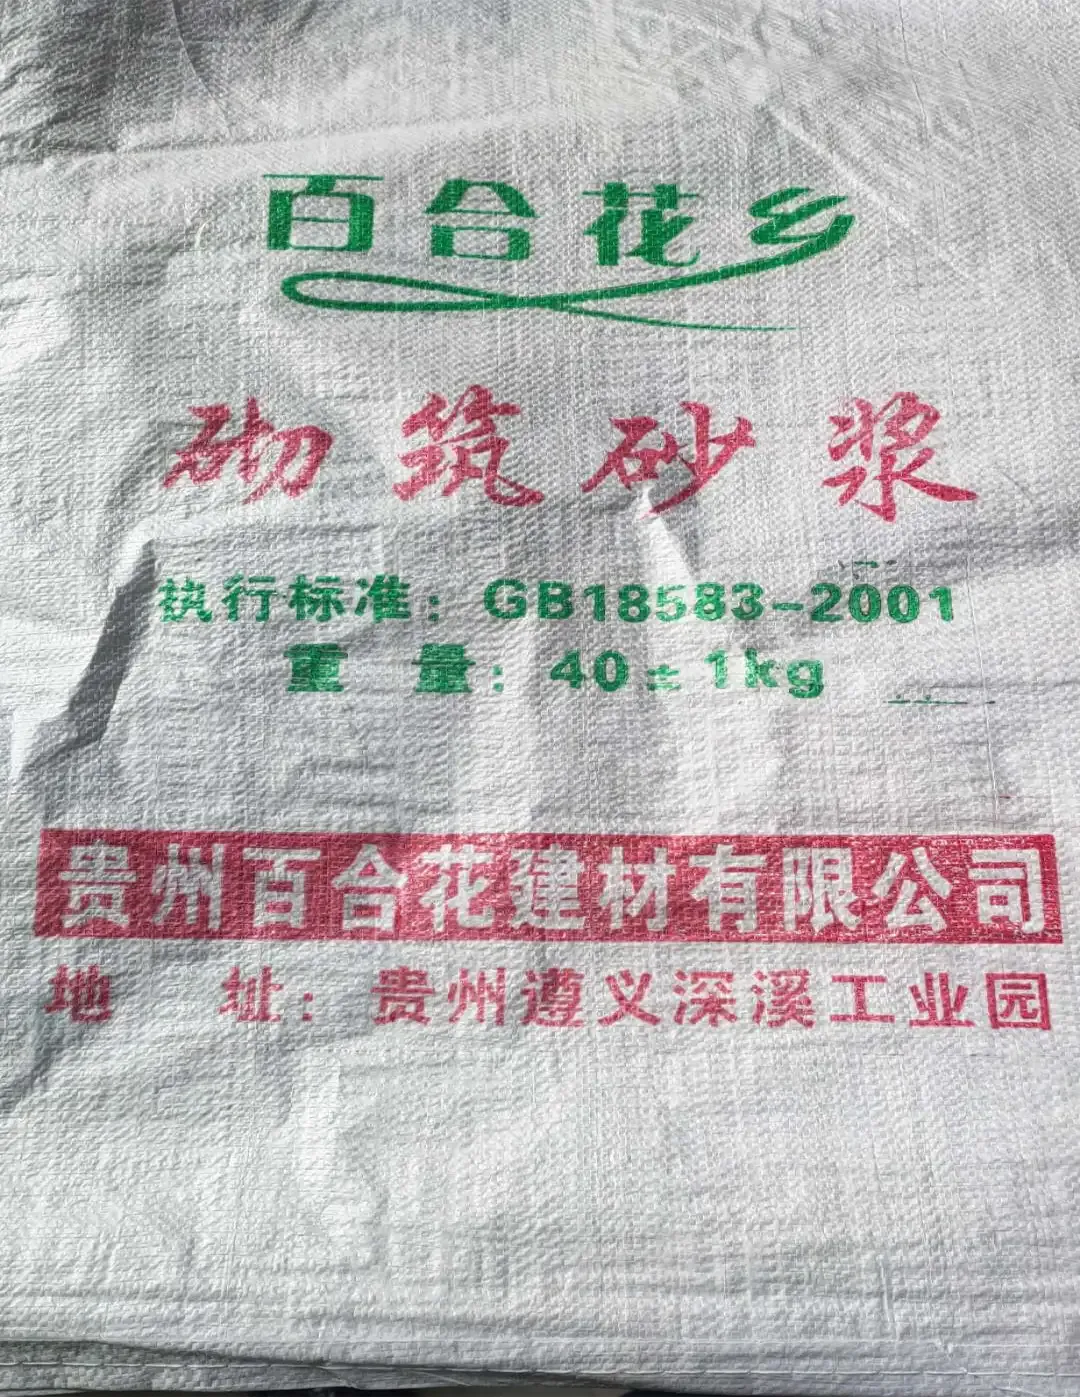 百合花乡
砌筑砂浆
执行标准：GB18583-2001
重量：40±1kg
贵州百合花建材有限公司
地址：贵州遵义深溪工业园